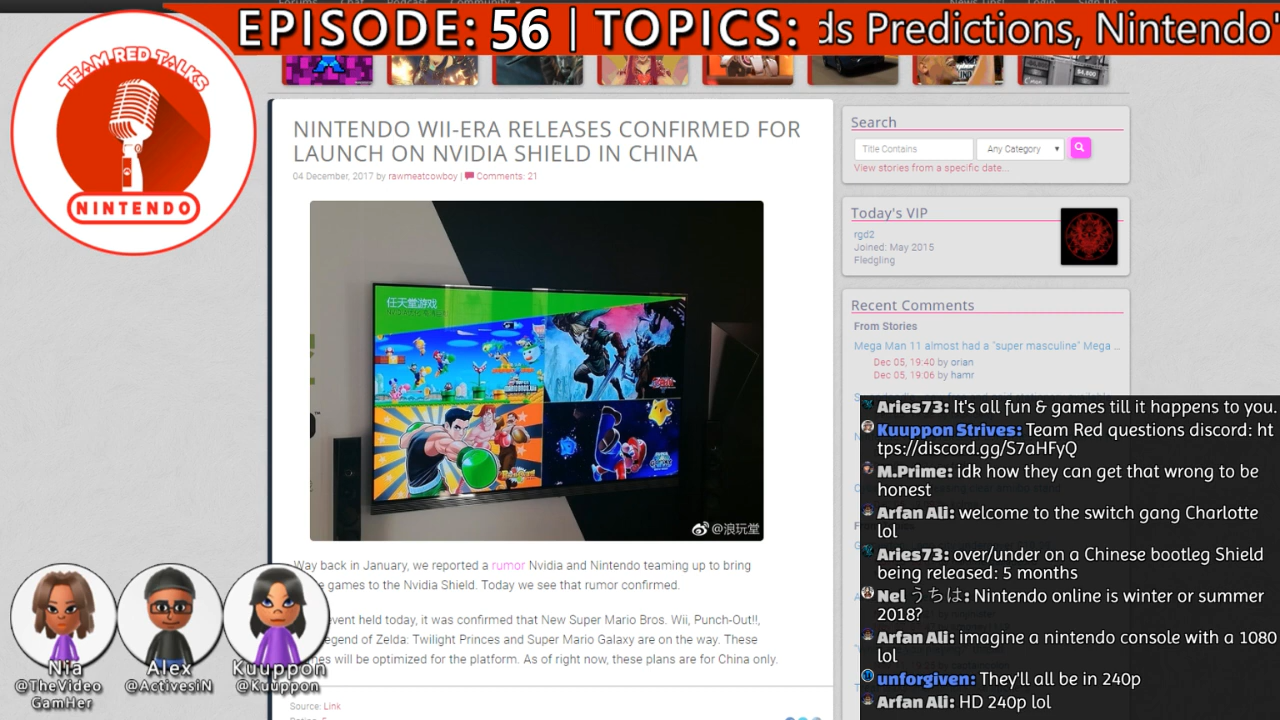 Forums Chat Podcast Community News Tips! Login Sign Up
EPISODE: 56 | TOPICS: ds Predictions, Nintendo'
TEAM RED TALKS
NINTENDO
NINTENDO WII-ERA RELEASES CONFIRMED FOR
LAUNCH ON NVIDIA SHIELD IN CHINA
04 December, 2017 by rawmeatcowboy | Comments: 21
任天堂游戏
@浪玩堂
Way back in January, we reported a rumor Nvidia and Nintendo teaming up to bring
games to the Nvidia Shield. Today we see that rumor confirmed.
event held today, it was confirmed that New Super Mario Bros. Wii, Punch-Out!!,
egend of Zelda: Twilight Princes and Super Mario Galaxy are on the way. These
es will be optimized for the platform. As of right now, these plans are for China only.
Source: Link
Search
Title Contains
Any Category
View stories from a specific date...
Today's VIP
rgd2
Joined: May 2015
Fledgling
Recent Comments
From Stories
Mega Man 11 almost had a "super masculine" Mega ...
Dec 05, 19:40 by orian
Dec 05, 19:06 by hamr
Aries73: It's all fun & games till it happens to you.
Kuuppon Strives: Team Red questions discord: ht
tps://discord.gg/S7aHFyQ
M.Prime: idk how they can get that wrong to be
honest
Arfan Ali: welcome to the switch gang Charlotte
lol
Aries73: over/under on a Chinese bootleg Shield
being released: 5 months
Nel うちは: Nintendo online is winter or summer
2018?
Arfan Ali: imagine a nintendo console with a 1080
lol
unforgiven: They'll all be in 240p
Arfan Ali: HD 240p lol
Nia
@TheVideo
GamHer
Alex
@ActivesiN
Kuuppon
@Kuuppon